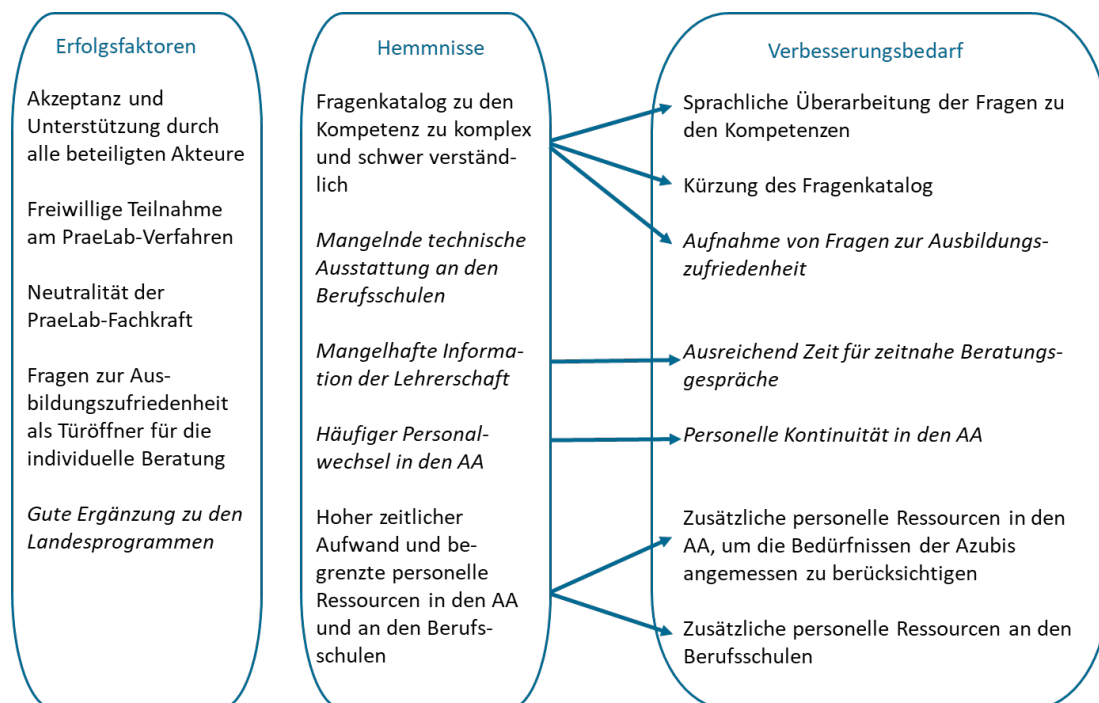 Erfolgsfaktoren
Akzeptanz und
Unterstützung durch
alle beteiligten Akteure
Freiwillige Teilnahme
am PraeLab-Verfahren
Neutralität der
PraeLab-Fachkraft
Fragen zur Aus-
bildungszufriedenheit
als Türöffner für die
individuelle Beratung
Gute Ergänzung zu den
Landesprogrammen
Hemmnisse
Fragenkatalog zu den
Kompetenz zu komplex
und schwer verständ-
lich
Mangelnde technische
Ausstattung an den
Berufsschulen
Mangelhafte Informa-
tion der Lehrerschaft
Häufiger Personal-
wechsel in den AA
Hoher zeitlicher
Aufwand und be-
grenzte personelle
Ressourcen in den AA
und an den Berufs-
schulen
Verbesserungsbedarf
Sprachliche Überarbeitung der Fragen zu
den Kompetenzen
Kürzung des Fragenkatalog
Aufnahme von Fragen zur Ausbildungs-
zufriedenheit
Ausreichend Zeit für zeitnahe Beratungs-
gespräche
Personelle Kontinuität in den AA
Zusätzliche personelle Ressourcen in den
AA, um die Bedürfnissen der Azubis
angemessen zu berücksichtigen
Zusätzliche personelle Ressourcen an den
Berufsschulen